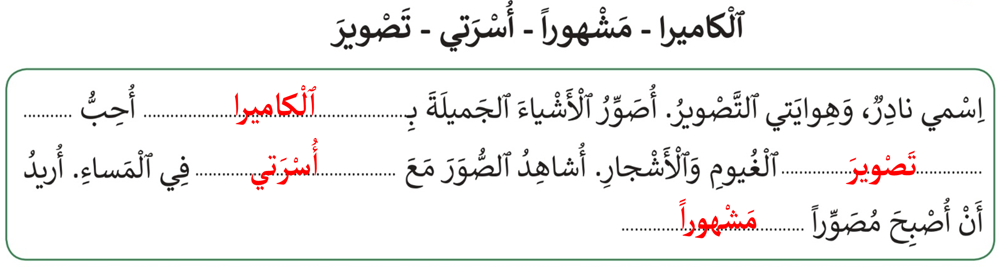 ٱلْكاميرا - مَشْهوراً - أُسْرَتي - تَصْويرَ
اِسْمي نادِرٌ، وَهِوايَتي ٱلتَّصْويرُ. أُصَوِّرُ ٱلْأَشْياءَ ٱلجَميلَةَ بِـ ٱلْكاميرا أُحِبُّ
تَصْويرَ ٱلْغُيومِ وَٱلْأَشْجارِ. أُشاهِدُ ٱلصُّوَرَ مَعَ أُسْرَتي فِي ٱلْمَساءِ. أُريدُ
أَنْ أُصْبِحَ مُصَوِّراً مَشْهوراً